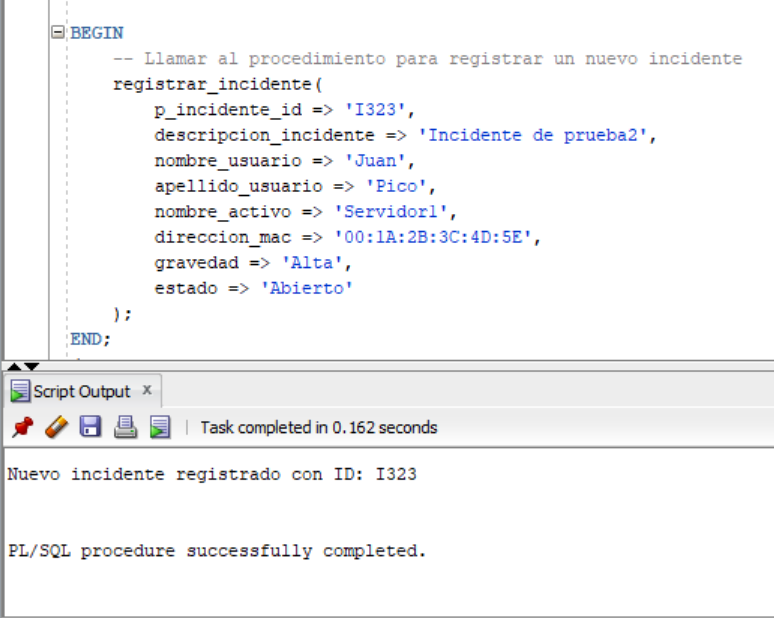 BEGIN
-- Llamar al procedimiento para registrar un nuevo incidente
registrar_incidente(
p_incidente_id => 'I323',
descripcion_incidente => 'Incidente de prueba2',
nombre_usuario => 'Juan',
apellido_usuario => 'Pico',
nombre_activo => 'Servidor1',
direccion_mac => '00:1A:2B:3C:4D:5E',
gravedad => 'Alta',
estado => 'Abierto'
);
END;
Script Output x
Task completed in 0.162 seconds
Nuevo incidente registrado con ID: I323
PL/SQL procedure successfully completed.